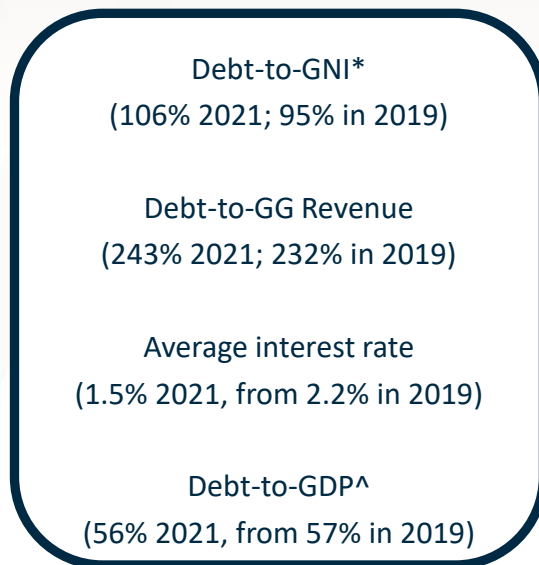 Debt-to-GNI*
(106% 2021; 95% in 2019)
Debt-to-GG Revenue
(243% 2021; 232% in 2019)
Average interest rate
(1.5% 2021, from 2.2% in 2019)
Debt-to-GDP^
(56% 2021, from 57% in 2019)